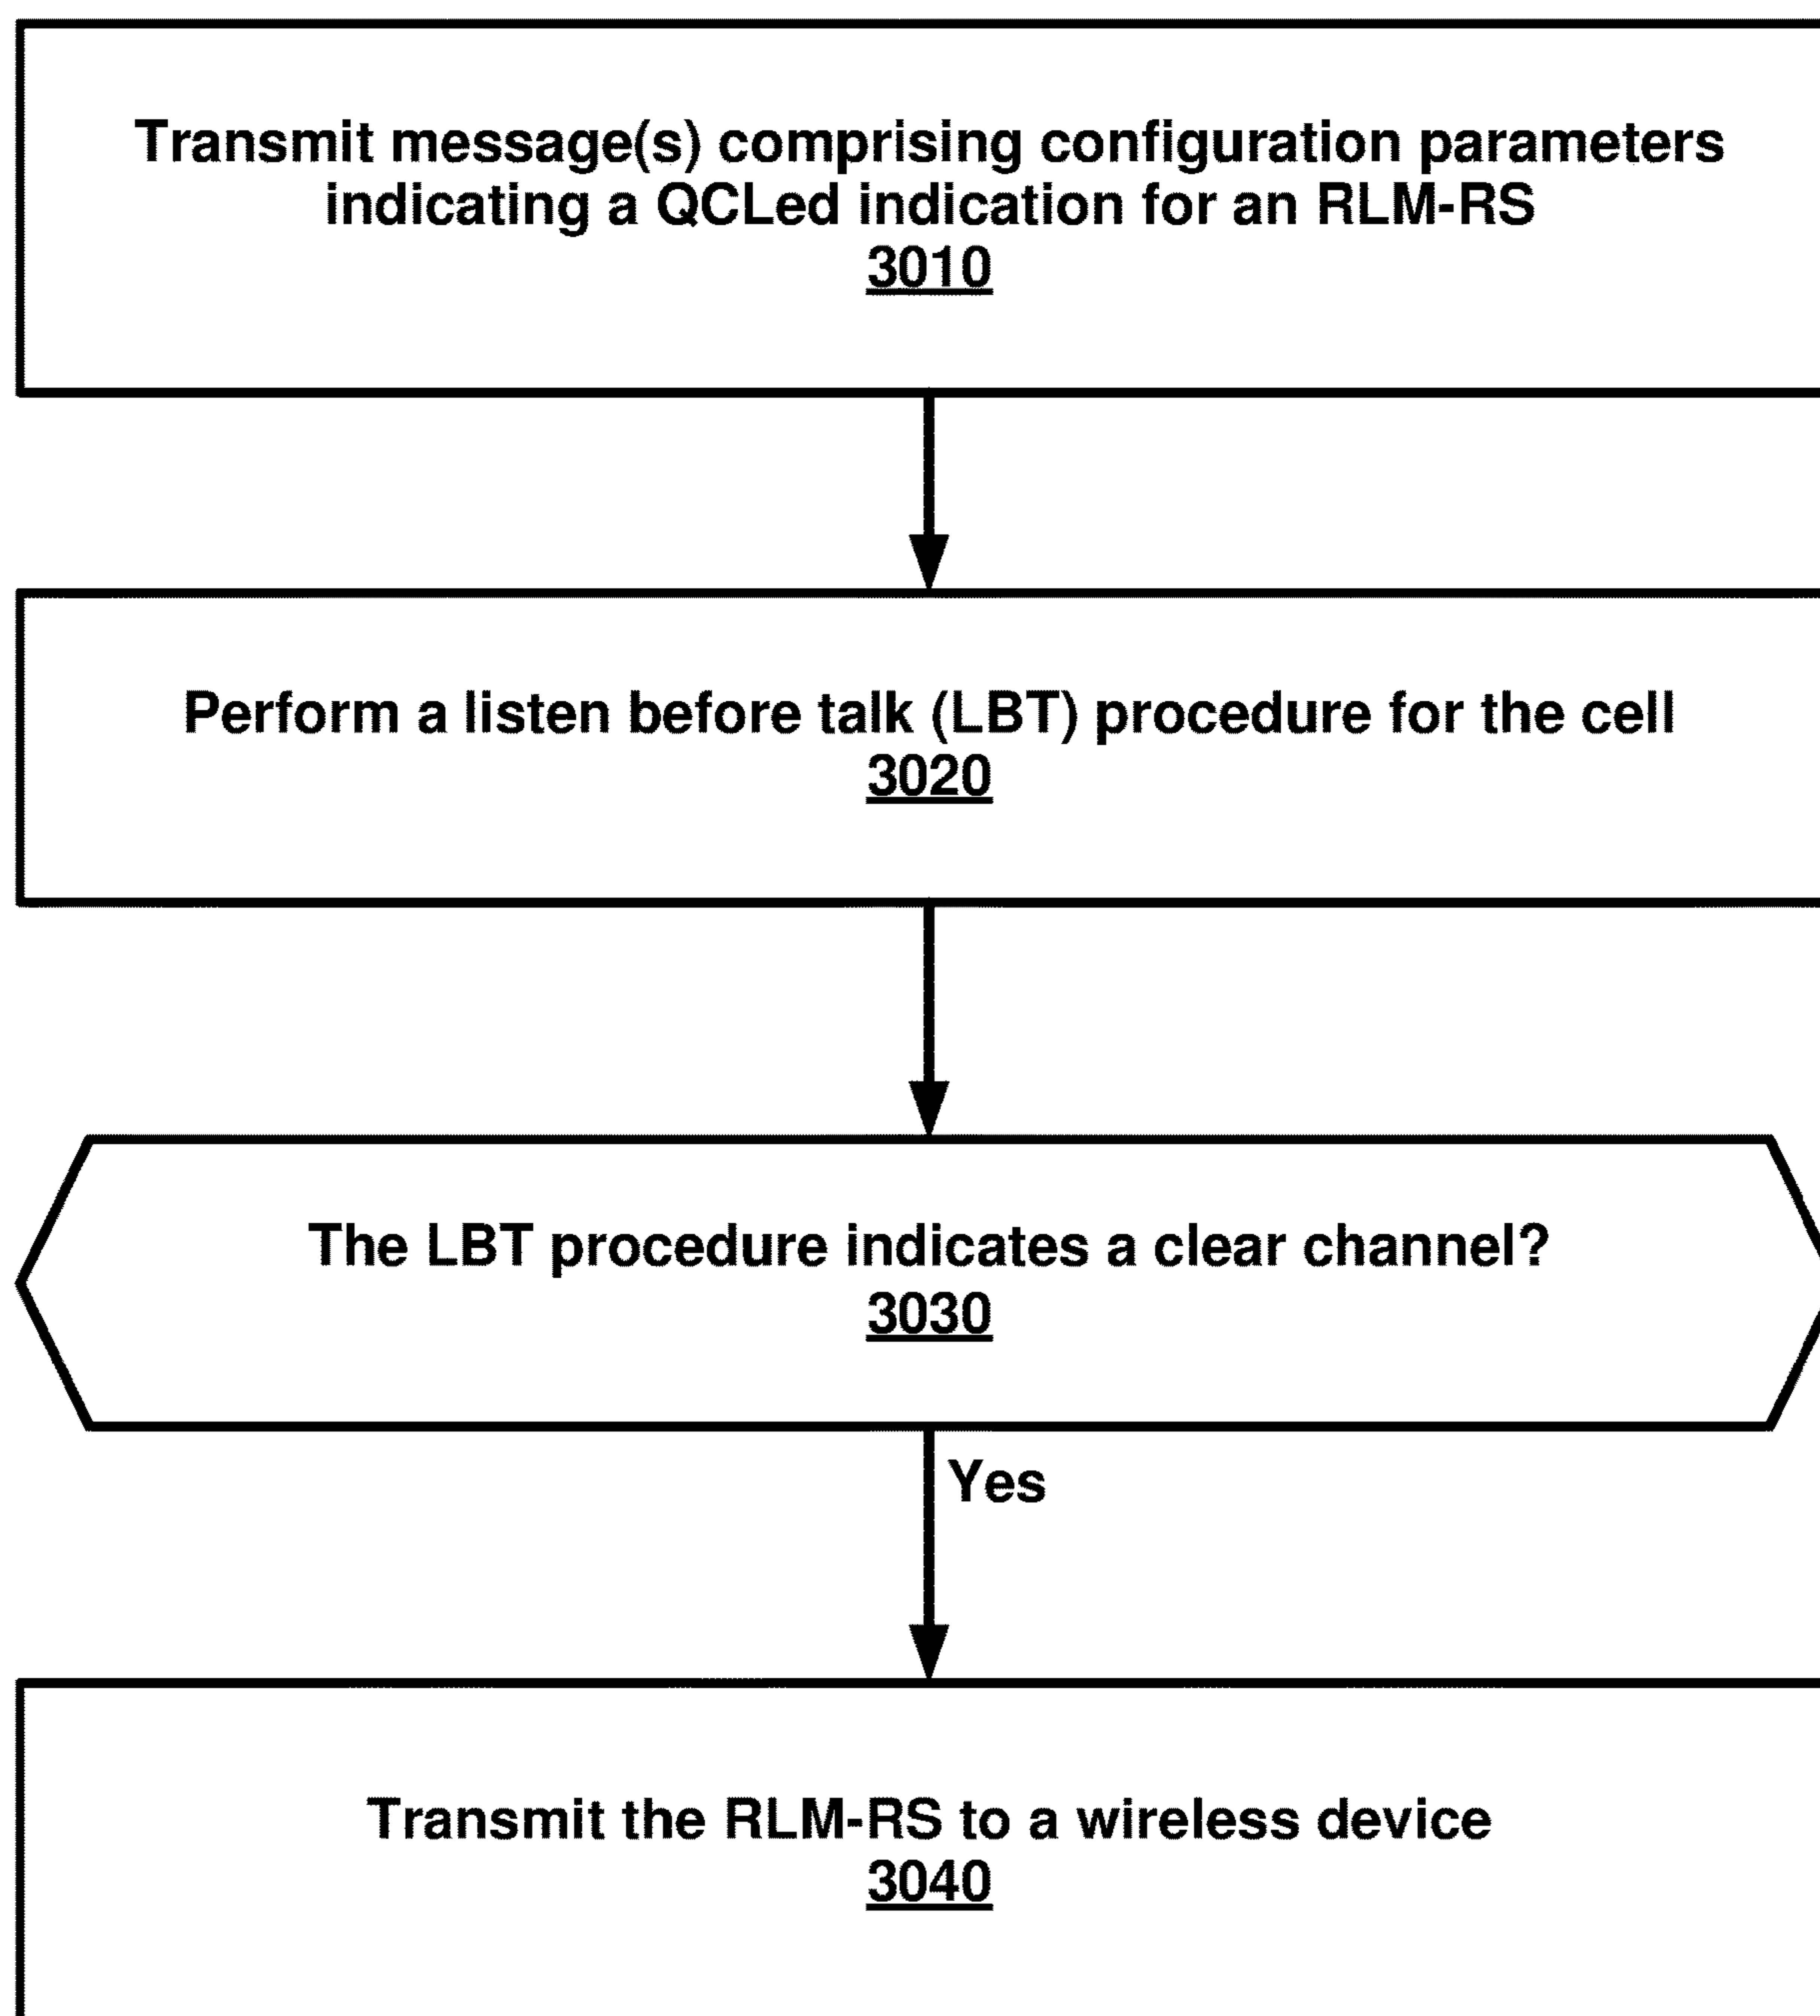 Transmit message(s) comprising configuration parameters
indicating a QCLed indication for an RLM-RS
3010
Perform a listen before talk (LBT) procedure for the cell
3020
The LBT procedure indicates a clear channel?
3030
Yes
Transmit the RLM-RS to a wireless device
3040